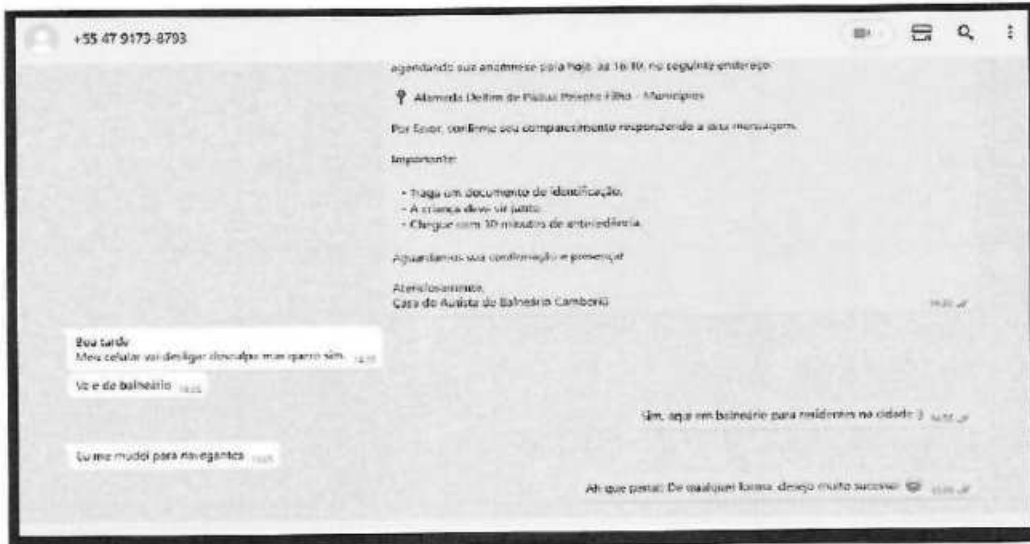 +55 47 9173-8793
agendando sua anamnese para hoje, às 16:30, no seguinte endereço:
Alameda Delfim de Pádua Peixoto Filho - Municípios
Por favor, confirme seu comparecimento respondendo a esta mensagem.
Importante:
- Traga um documento de identificação.
- A criança deve vir junto.
- Chegue com 10 minutos de antecedência.
Aguardamos sua confirmação e presença!
Atenciosamente,
Casa do Autista de Balneário Camboriú
Boa tarde
Meu celular vai desligar desculpa mas quero sim.
Vc e de balneário
Sim, aqui em balneário para residentes na cidade :)
Eu me mudei para navegantes
Ah que pena!! De qualquer forma, desejo muito sucesso